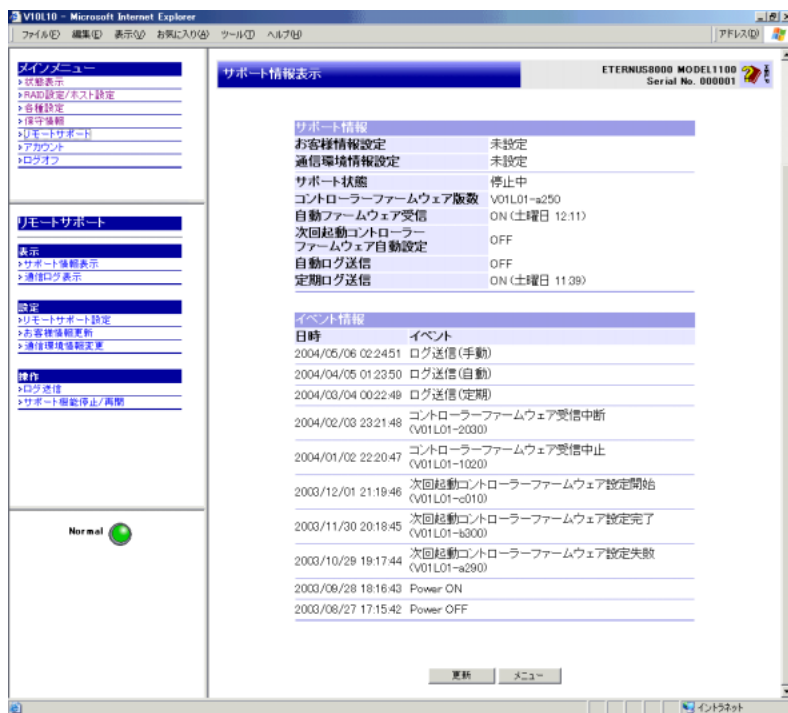 V10L10 - Microsoft Internet Explorer
ファイル(F) 編集(E) 表示(V) お気に入り(A) ツール(T) ヘルプ(H)
アドレス(D)
メインメニュー
>状態表示
>RAID設定/ホスト設定
>各種設定
>保守情報
>リモートサポート
>アカウント
>ログオフ
リモートサポート
表示
>サポート情報表示
>通信ログ表示
設定
>リモートサポート設定
>お客様情報更新
>通信環境情報変更
操作
>ログ送信
>サポート機能停止/再開
Normal
サポート情報表示
ETERNUS8000 MODEL1100
Serial No. 000001
サポート情報
お客様情報設定 未設定
通信環境情報設定 未設定
サポート状態 停止中
コントローラーファームウェア版数 V01L01-a250
自動ファームウェア受信 ON (土曜日 12:11)
次回起動コントローラー
ファームウェア自動設定 OFF
自動ログ送信 OFF
定期ログ送信 ON (土曜日 11:39)
イベント情報
日時 イベント
2004/05/06 02:24:51 ログ送信(手動)
2004/04/05 01:23:50 ログ送信(自動)
2004/03/04 00:22:49 ログ送信(定期)
2004/02/03 23:21:48 コントローラーファームウェア受信中断
(V01L01-2030)
2004/01/02 22:20:47 コントローラーファームウェア受信中止
(V01L01-1020)
2003/12/01 21:19:46 次回起動コントローラーファームウェア設定開始
(V01L01-c010)
2003/11/30 20:18:45 次回起動コントローラーファームウェア設定完了
(V01L01-b300)
2003/10/29 19:17:44 次回起動コントローラーファームウェア設定失敗
(V01L01-a290)
2003/09/28 18:16:43 Power ON
2003/08/27 17:15:42 Power OFF
更新 メニュー
イントラネット